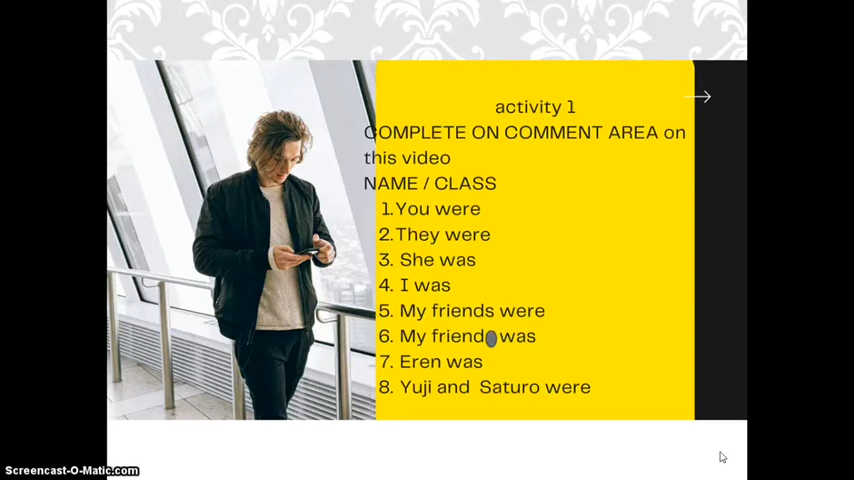 activity 1
COMPLETE ON COMMENT AREA on
this video
NAME / CLASS
1. You were
2. They were
3. She was
4. I was
5. My friends were
6. My friend was
7. Eren was
8. Yuji and Saturo were
Screencast-O-Matic.com